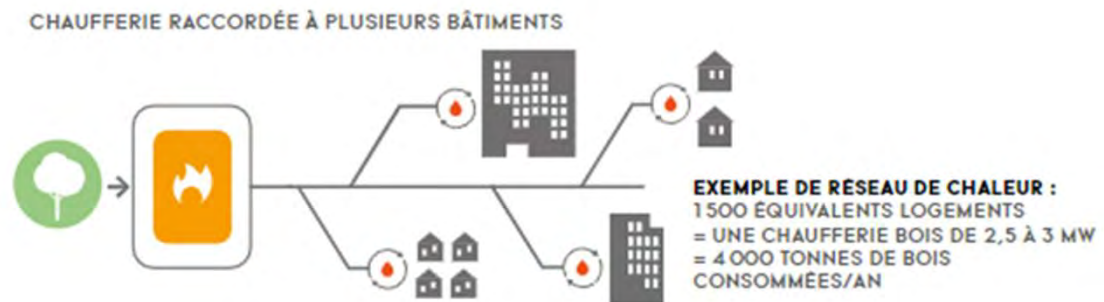 CHAUFFERIE RACCORDÉE À PLUSIEURS BÂTIMENTS
EXEMPLE DE RÉSEAU DE CHALEUR :
1 500 ÉQUIVALENTS LOGEMENTS
= UNE CHAUFFERIE BOIS DE 2,5 À 3 MW
= 4 000 TONNES DE BOIS
CONSOMMÉES/AN